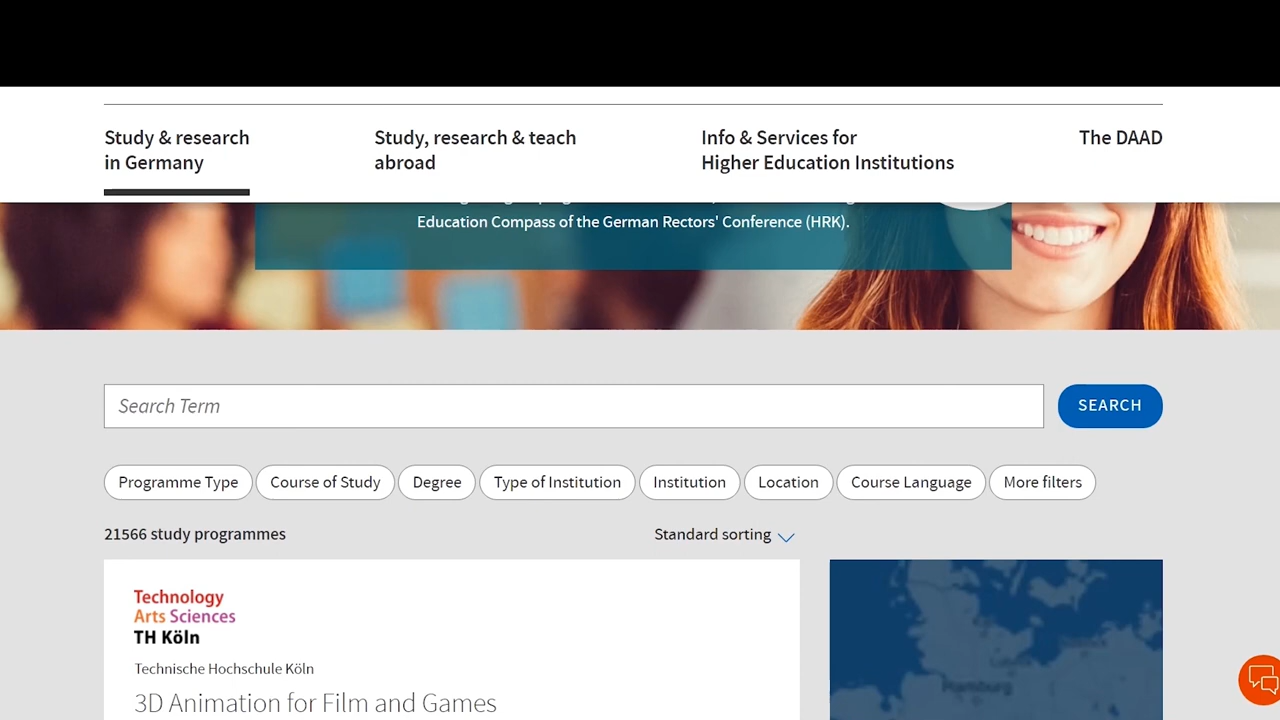 Study & research
in Germany
Study, research & teach
abroad
Info & Services for
Higher Education Institutions
The DAAD
Education Compass of the German Rectors' Conference (HRK).
Search Term
SEARCH
Programme Type
Course of Study
Degree
Type of Institution
Institution
Location
Course Language
More filters
21566 study programmes
Standard sorting
Technology
Arts Sciences
TH Köln
Technische Hochschule Köln
3D Animation for Film and Games
Hamburg